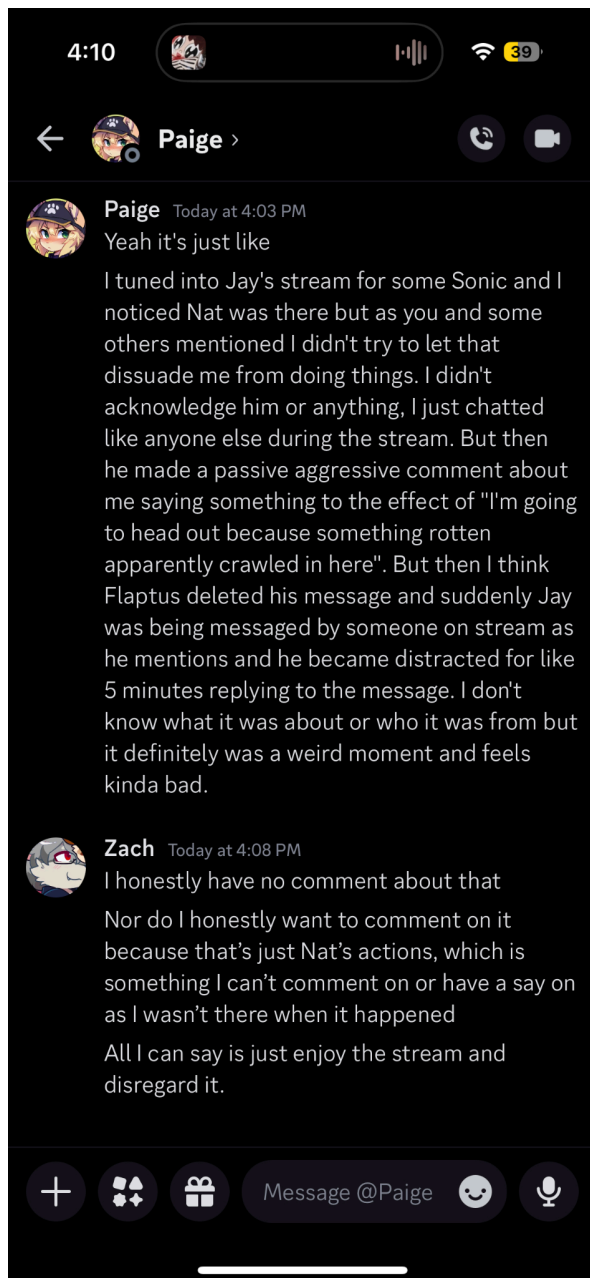 4:10
39
Paige ›
Paige Today at 4:03 PM
Yeah it's just like
I tuned into Jay's stream for some Sonic and I
noticed Nat was there but as you and some
others mentioned I didn't try to let that
dissuade me from doing things. I didn't
acknowledge him or anything, I just chatted
like anyone else during the stream. But then
he made a passive aggressive comment about
me saying something to the effect of "I'm going
to head out because something rotten
apparently crawled in here". But then I think
Flaptus deleted his message and suddenly Jay
was being messaged by someone on stream as
he mentions and he became distracted for like
5 minutes replying to the message. I don't
know what it was about or who it was from but
it definitely was a weird moment and feels
kinda bad.
Zach Today at 4:08 PM
I honestly have no comment about that
Nor do I honestly want to comment on it
because that’s just Nat’s actions, which is
something I can’t comment on or have a say on
as I wasn’t there when it happened
All I can say is just enjoy the stream and
disregard it.
Message @Paige